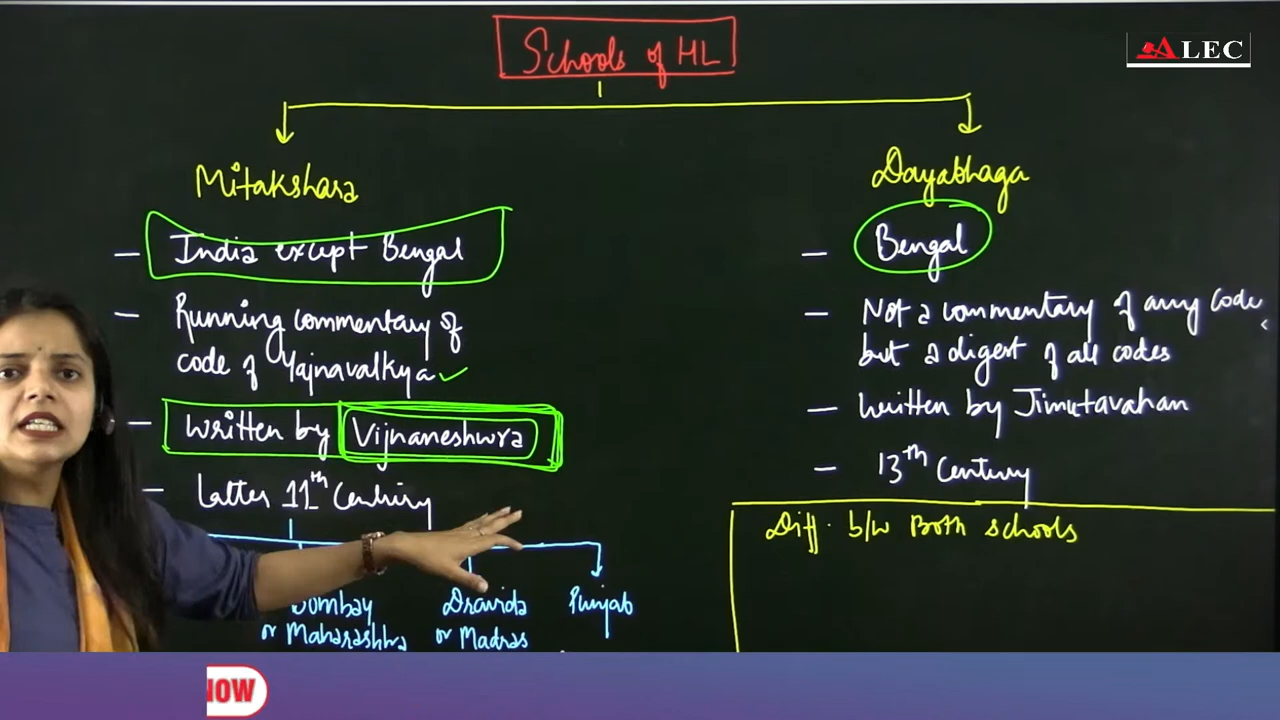 Schools of HL
ALEC
Mitakshara
Dayabhaga
– India except Bengal
– Running commentary of
code of Yajnavalkya ✓
– Written by Vijnaneshwra
– Latter 11th Century
Bombay
or Maharashtra
Dravida
or Madras
Punjab
– Bengal
– Not a commentary of any code
but a digest of all codes
– Written by Jimutavahan
– 13th Century
Diff. b/w Both schools
NOW